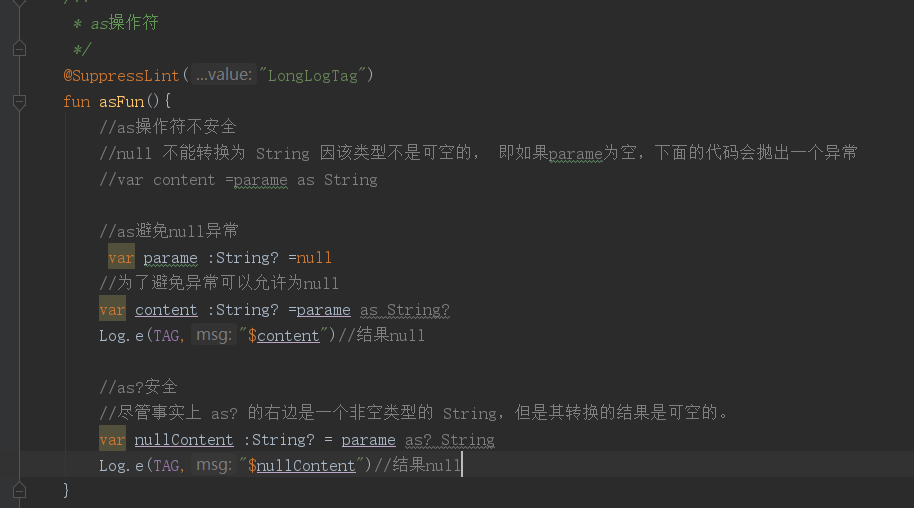 /**
* as操作符
*/
@SuppressLint( ...value: "LongLogTag")
fun asFun(){
//as操作符不安全
//null 不能转换为 String 因该类型不是可空的， 即如果parame为空，下面的代码会抛出一个异常
//var content =parame as String
//as避免null异常
var parame :String? =null
//为了避免异常可以允许为null
var content :String? =parame as String?
Log.e(TAG, msg: "$content")//结果null
//as?安全
//尽管事实上 as? 的右边是一个非空类型的 String，但是其转换的结果是可空的。
var nullContent :String? = parame as? String
Log.e(TAG, msg: "$nullContent")//结果null
}